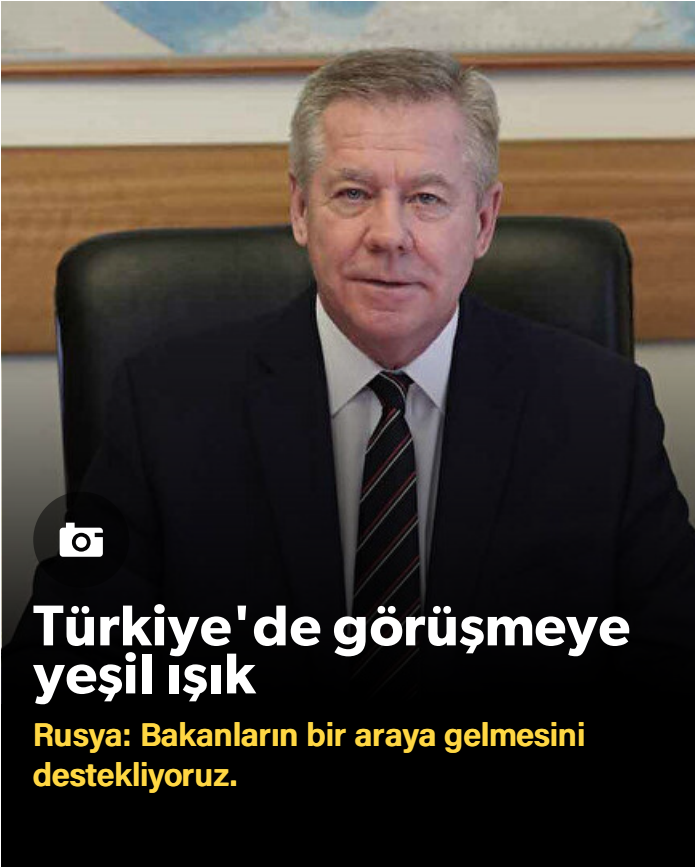 Türkiye'de görüşmeye
yeşil ışık
Rusya: Bakanların bir araya gelmesini
destekliyoruz.